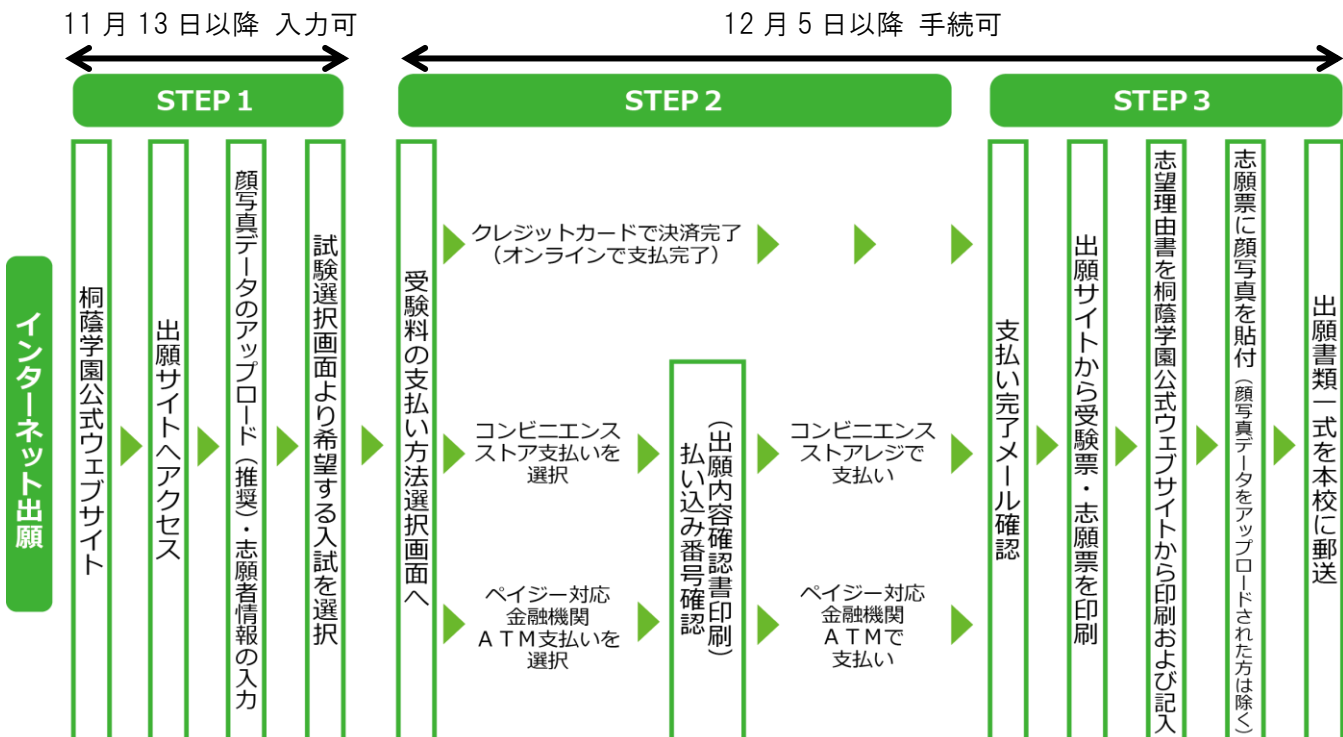 11月13日以降 入力可
12月5日以降 手続可
STEP 1
STEP 2
STEP 3
インターネット出願
桐蔭学園公式ウェブサイト
出願サイトへアクセス
顔写真データのアップロード（推奨）・志願者情報の入力
試験選択画面より希望する入試を選択
受験料の支払い方法選択画面へ
クレジットカードで決済完了
（オンラインで支払完了）
コンビニエンス
ストア支払いを
選択
ペイジー対応
金融機関
ＡＴＭ支払いを
選択
（出願内容確認書印刷）
払い込み番号確認
コンビニエンス
ストアレジで
支払い
ペイジー対応
金融機関
ＡＴＭで
支払い
支払い完了メール確認
出願サイトから受験票・志願票を印刷
志望理由書を桐蔭学園公式ウェブサイトから印刷および記入
志願票に顔写真を貼付（顔写真データをアップロードされた方は除く）
出願書類一式を本校に郵送